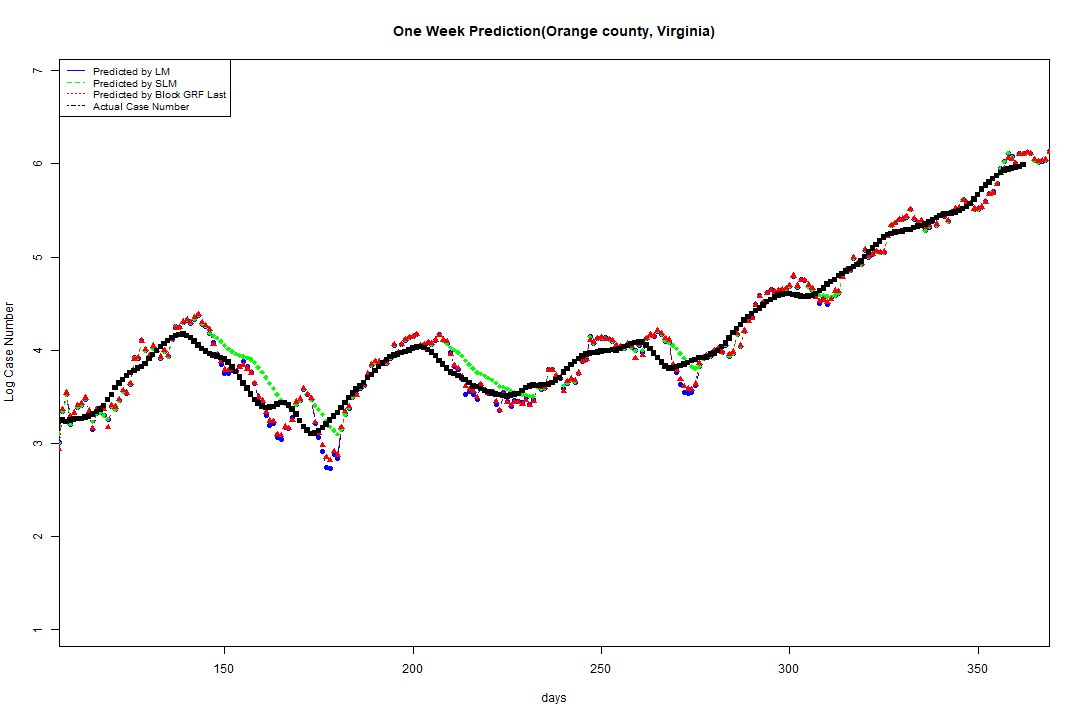 One Week Prediction(Orange county, Virginia)
Predicted by LM
Predicted by SLM
Predicted by Block GRF Last
Actual Case Number
Log Case Number
7
6
5
4
3
2
1
150 200 250 300 350
days